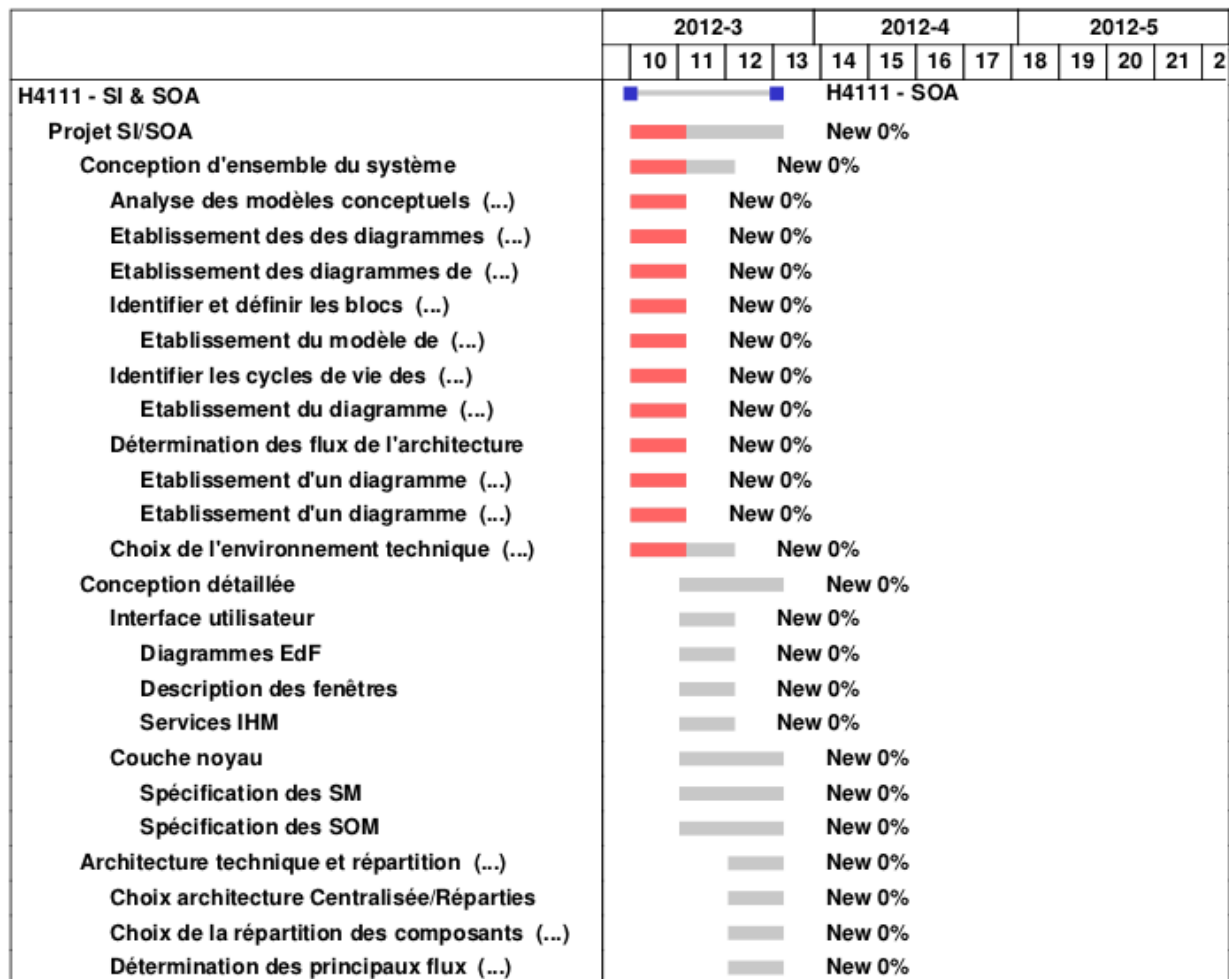 2012-3 2012-4 2012-5
10 11 12 13 14 15 16 17 18 19 20 21 2
H4111 - SI & SOA H4111 - SOA
Projet SI/SOA New 0%
Conception d'ensemble du système New 0%
Analyse des modèles conceptuels (...) New 0%
Etablissement des des diagrammes (...) New 0%
Etablissement des diagrammes de (...) New 0%
Identifier et définir les blocs (...) New 0%
Etablissement du modèle de (...) New 0%
Identifier les cycles de vie des (...) New 0%
Etablissement du diagramme (...) New 0%
Détermination des flux de l'architecture New 0%
Etablissement d'un diagramme (...) New 0%
Etablissement d'un diagramme (...) New 0%
Choix de l'environnement technique (...) New 0%
Conception détaillée New 0%
Interface utilisateur New 0%
Diagrammes EdF New 0%
Description des fenêtres New 0%
Services IHM New 0%
Couche noyau New 0%
Spécification des SM New 0%
Spécification des SOM New 0%
Architecture technique et répartition (...) New 0%
Choix architecture Centralisée/Réparties New 0%
Choix de la répartition des composants (...) New 0%
Détermination des principaux flux (...) New 0%